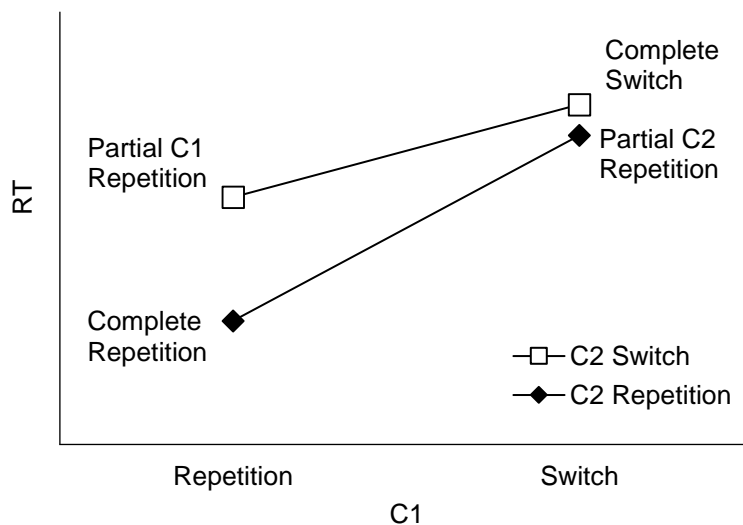 Complete
Switch
Partial C1
Repetition
Partial C2
Repetition
RT
Complete
Repetition
C2 Switch
C2 Repetition
Repetition
Switch
C1